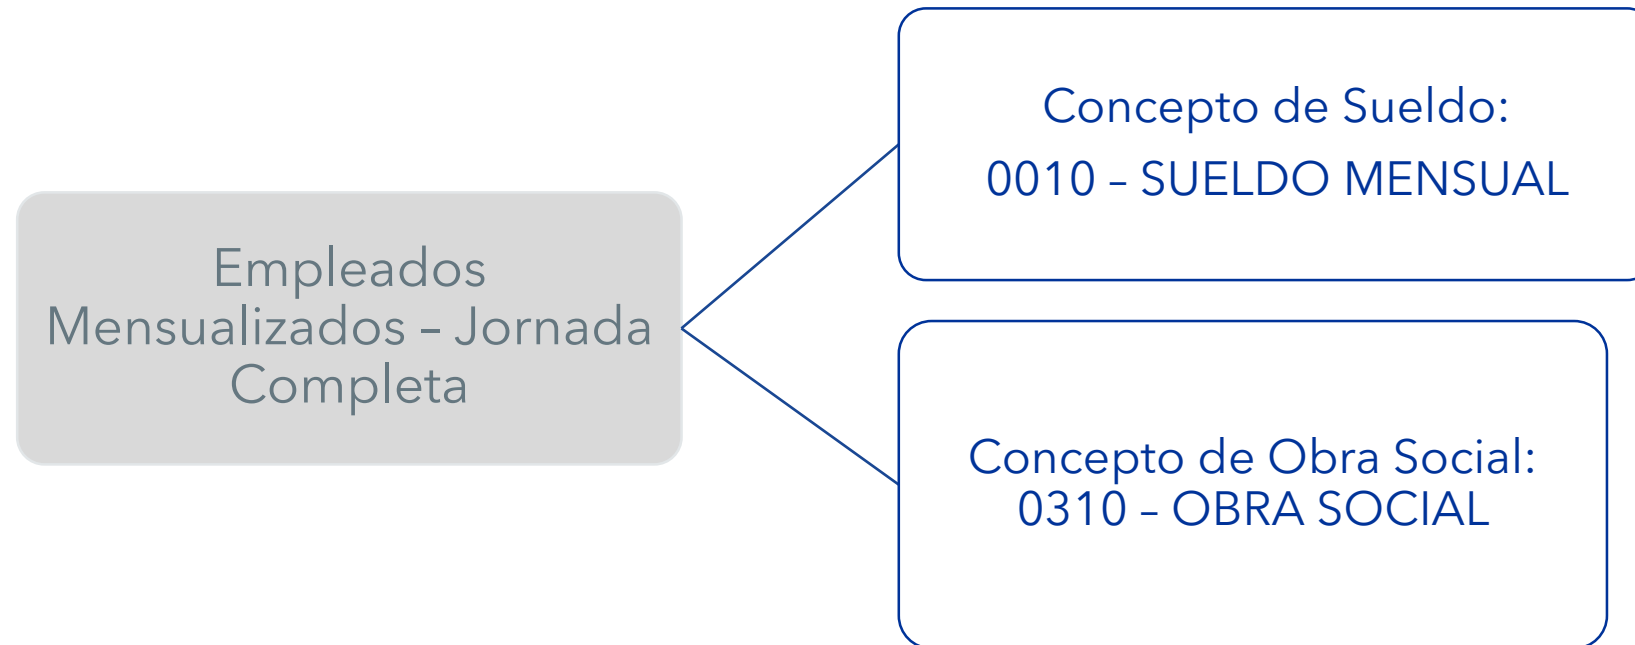 Empleados
Mensualizados – Jornada
Completa
Concepto de Sueldo:
0010 – SUELDO MENSUAL
Concepto de Obra Social:
0310 – OBRA SOCIAL